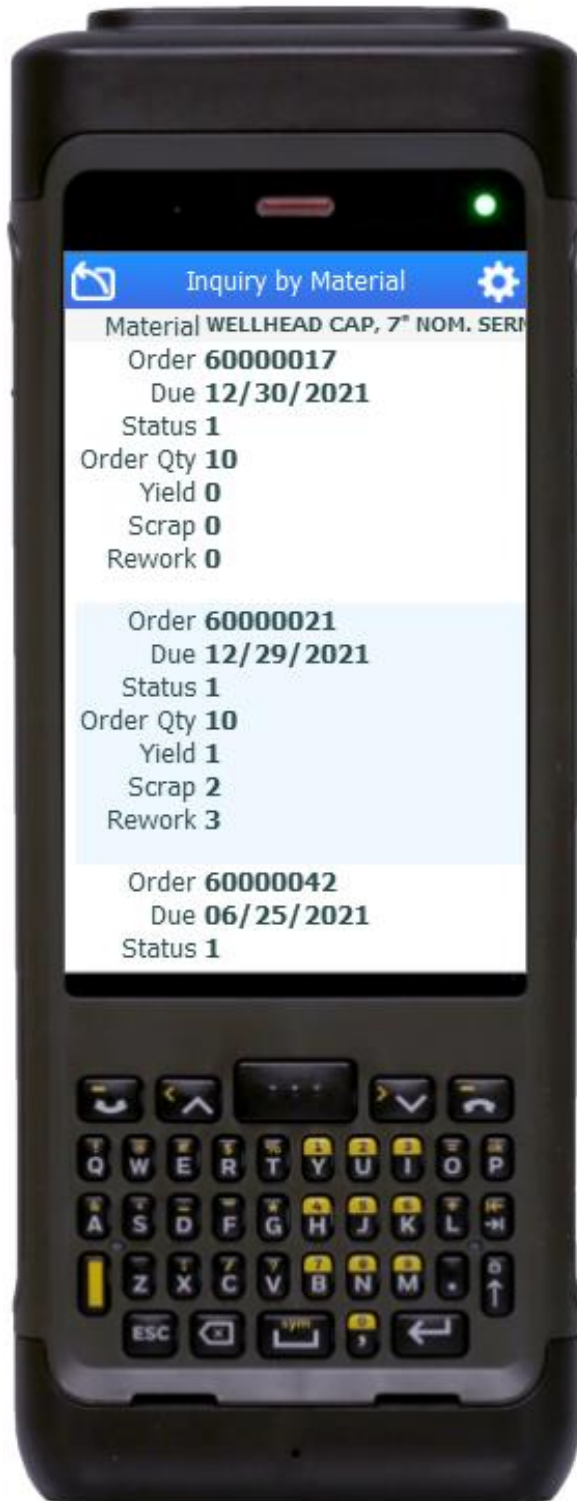 Inquiry by Material
Material WELLHEAD CAP, 7" NOM. SERN
Order 60000017
Due 12/30/2021
Status 1
Order Qty 10
Yield 0
Scrap 0
Rework 0
Order 60000021
Due 12/29/2021
Status 1
Order Qty 10
Yield 1
Scrap 2
Rework 3
Order 60000042
Due 06/25/2021
Status 1
Q W E R T Y U I O P
A S D F G H J K L
Z X C V B N M .
ESC sym ,